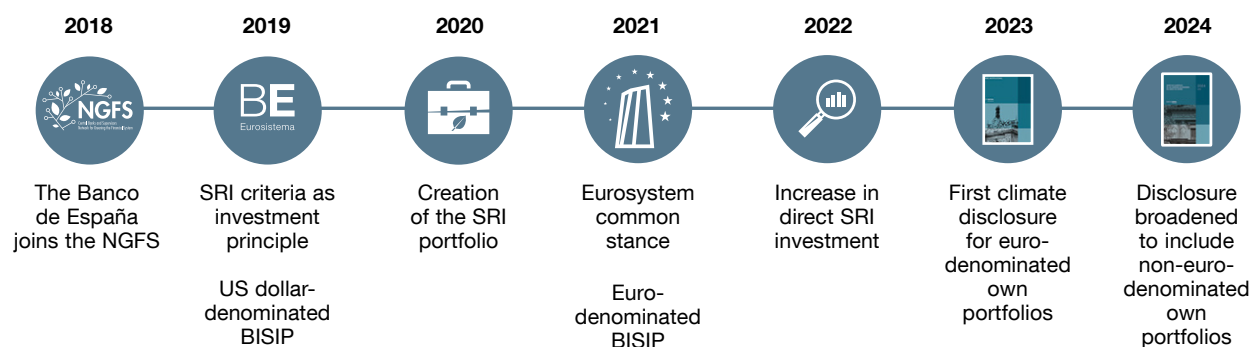 2018
2019
2020
2021
2022
2023
2024
NGFS
BE
Eurosistema
The Banco
de España
joins the NGFS
SRI criteria as
investment
principle
US dollar-
denominated
BISIP
Creation
of the SRI
portfolio
Eurosystem
common
stance
Euro-
denominated
BISIP
Increase in
direct SRI
investment
First climate
disclosure
for euro-
denominated
own
portfolios
Disclosure
broadened
to include
non-euro-
denominated
own
portfolios